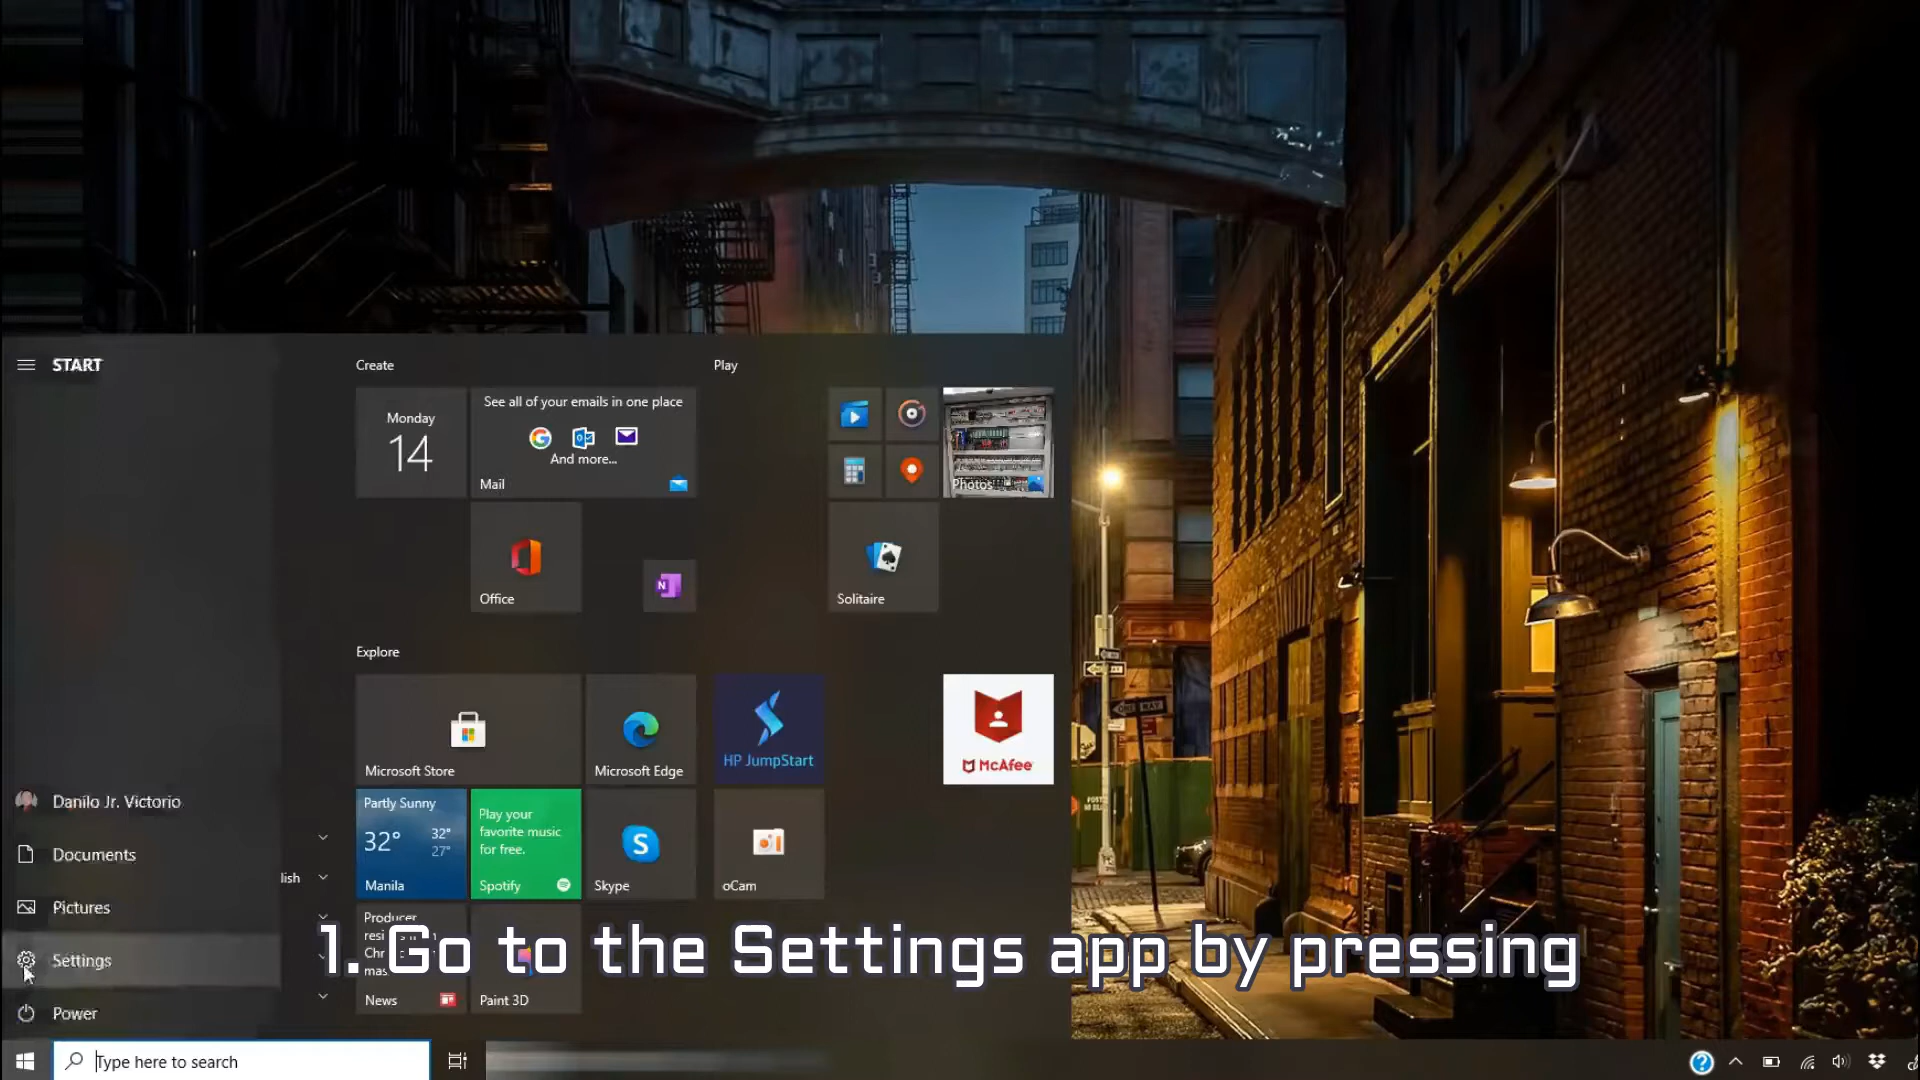 START
Create
Play
Monday
14
See all of your emails in one place
And more...
Mail
Photos
Office
Solitaire
Explore
Microsoft Store
Microsoft Edge
HP JumpStart
McAfee
Danilo Jr. Victorio
Documents
lish
Pictures
Settings
Power
Partly Sunny
32°
32°
27°
Manila
Play your
favorite music
for free.
Spotify
Skype
oCam
Producer
News
Paint 3D
1. Go to the Settings app by pressing
Type here to search
ONE WAY